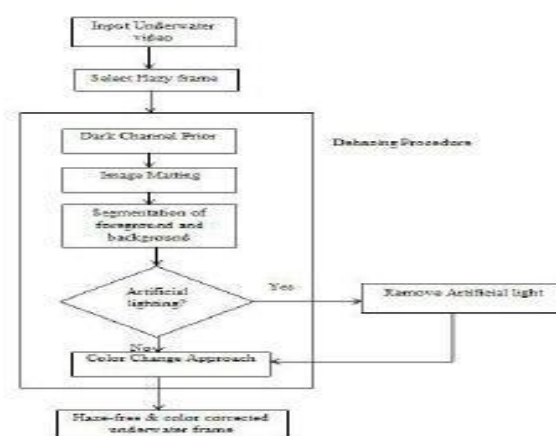 Input Underwater
video
Select Hazy frame
Dark Channel Prior
Dehazing Procedure
Image Matting
Segmentation of
foreground and
background
Artificial
lighting?
Yes
Remove Artificial light
No
Color Change Approach
Haze-free & color corrected
underwater frame